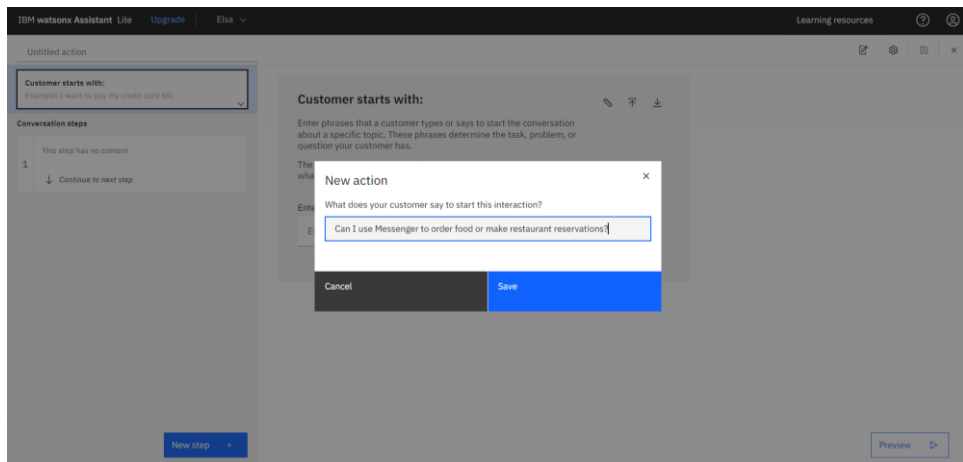 IBM watsonx Assistant Lite Upgrade Elsa Learning resources
Untitled action
Customer starts with:
Example: I want to pay my credit card bill.
Conversation steps
1
This step has no content
Continue to next step
New step +
Customer starts with:
Enter phrases that a customer types or says to start the conversation
about a specific topic. These phrases determine the task, problem, or
question your customer has.
The
wha
Ente
E
New action
What does your customer say to start this interaction?
Can I use Messenger to order food or make restaurant reservations?
Cancel Save
Preview